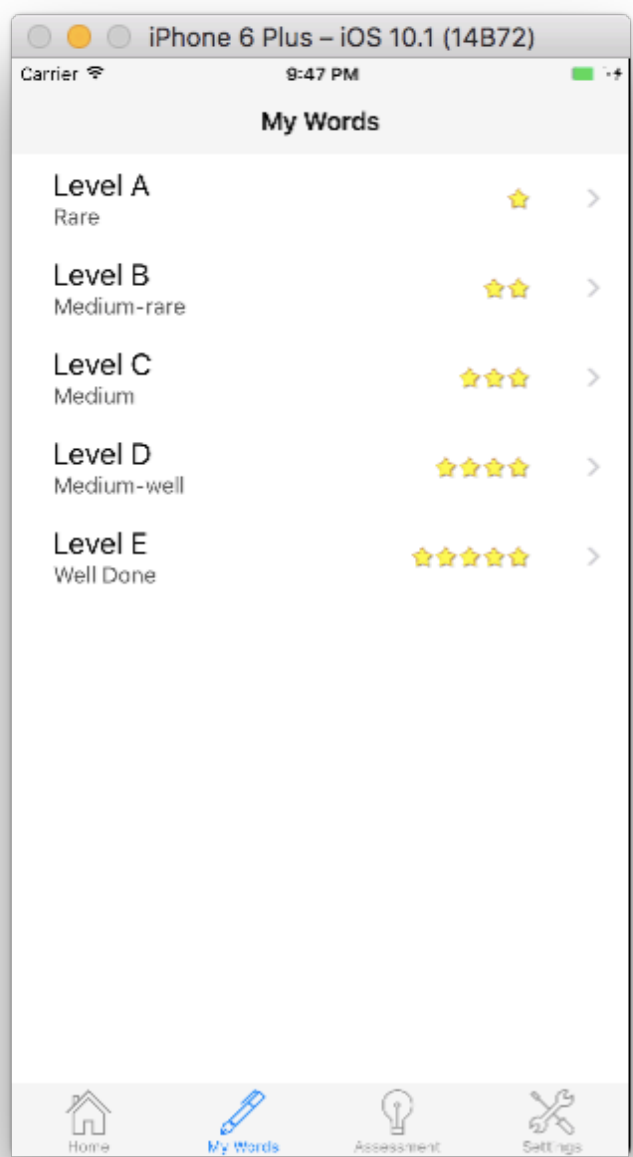 iPhone 6 Plus – iOS 10.1 (14B72)
Carrier 9:47 PM
My Words
Level A
Rare
Level B
Medium-rare
Level C
Medium
Level D
Medium-well
Level E
Well Done
Home My Words Assessment Settings